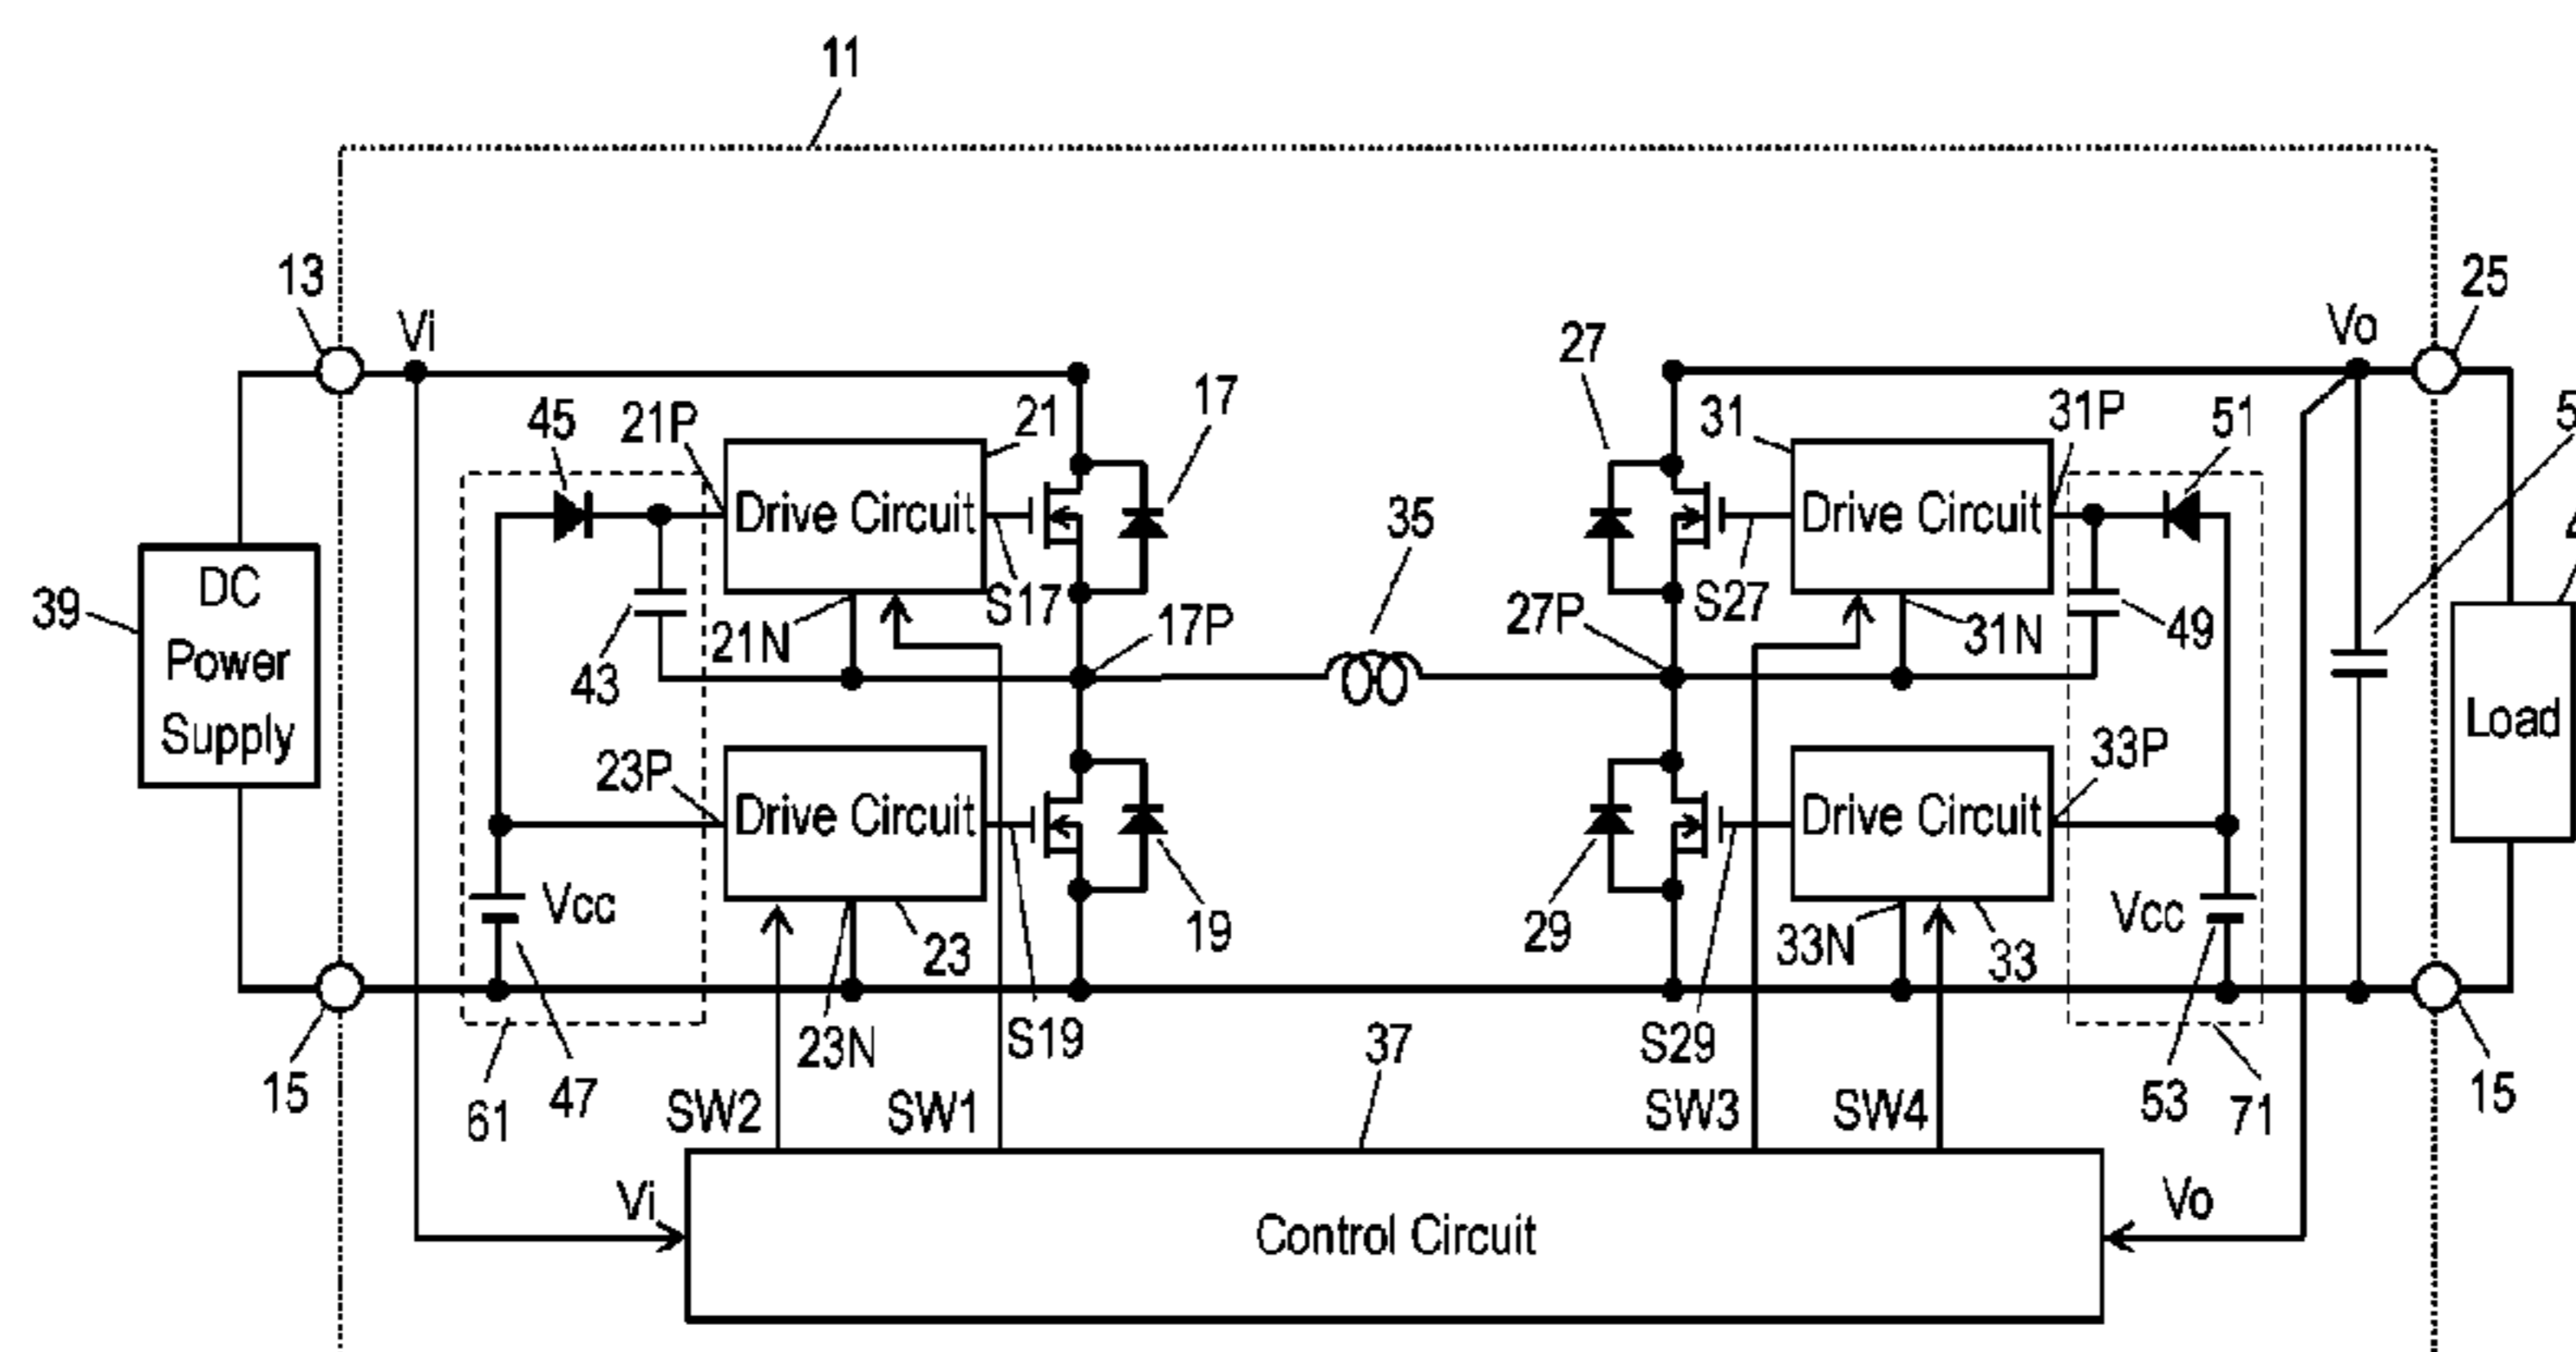 11
13
Vi
27
Vo
25
45
21P
21
17
31
31P
51
Drive Circuit
35
Drive Circuit
39
DC
Power
Supply
S17
S27
43
21N
17P
27P
31N
49
Load
23P
33P
Drive Circuit
Drive Circuit
Vcc
19
29
Vcc
23
33N
33
15
61
47
23N
S19
37
S29
53
71
15
SW2
SW1
SW3
SW4
Vi
Vo
Control Circuit